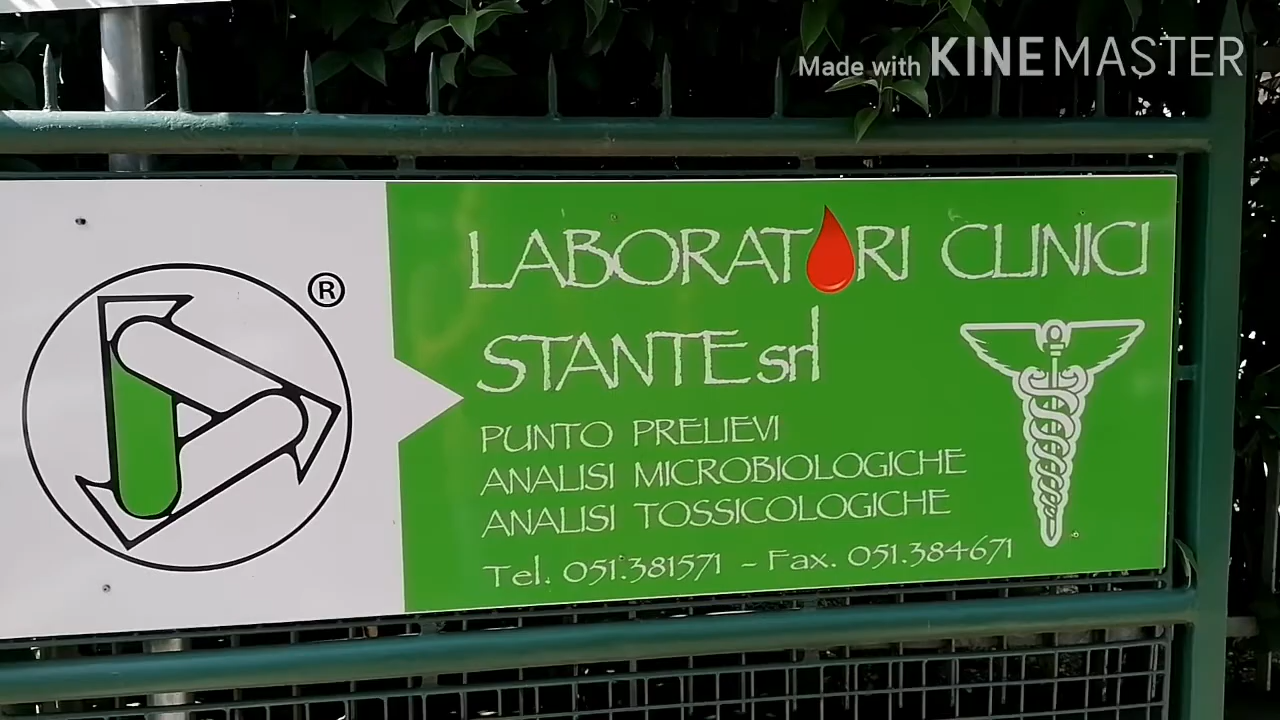 Made with KINEMASTER
®
LABORATORI CLINICI
STANTE srl
PUNTO PRELIEVI
ANALISI MICROBIOLOGICHE
ANALISI TOSSICOLOGICHE
Tel. 051.381571 - Fax. 051.384671